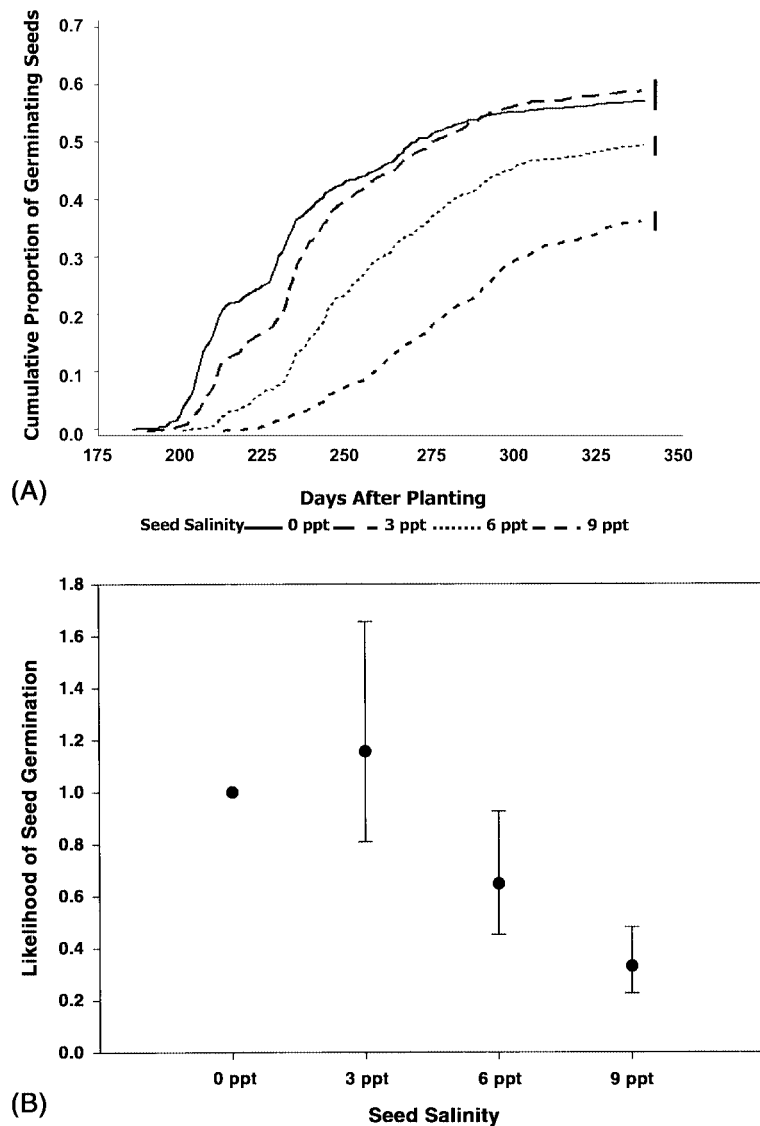 Cumulative Proportion of Germinating Seeds
0.7
0.6
0.5
0.4
0.3
0.2
0.1
0.0
175 200 225 250 275 300 325 350
(A)
Days After Planting
Seed Salinity 0 ppt 3 ppt 6 ppt 9 ppt
Likelihood of Seed Germination
1.8
1.6
1.4
1.2
1.0
0.8
0.6
0.4
0.2
0.0
0 ppt 3 ppt 6 ppt 9 ppt
(B)
Seed Salinity